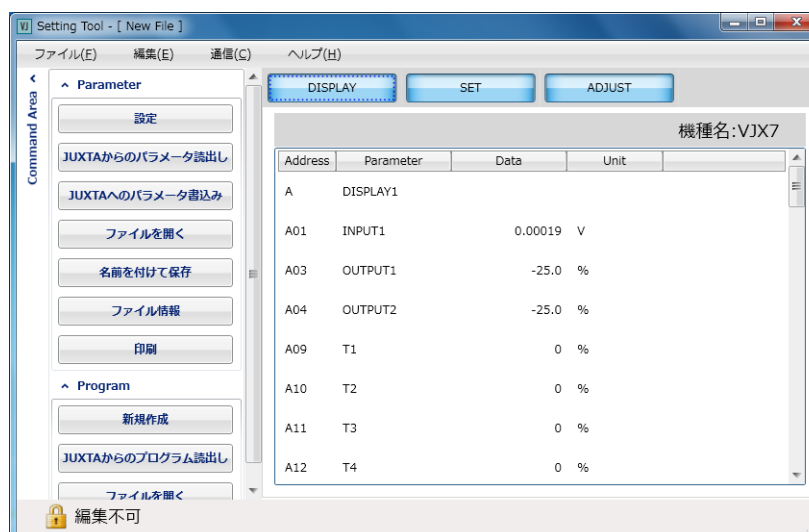 VJ Setting Tool - [ New File ]
ファイル(F) 編集(E) 通信(C) ヘルプ(H)
Command Area
Parameter
設定
JUXTAからのパラメータ読出し
JUXTAへのパラメータ書込み
ファイルを開く
名前を付けて保存
ファイル情報
印刷
Program
新規作成
JUXTAからのプログラム読出し
ファイルを開く
DISPLAY SET ADJUST
機種名:VJX7
Address Parameter Data Unit
A DISPLAY1
A01 INPUT1 0.00019 V
A03 OUTPUT1 -25.0 %
A04 OUTPUT2 -25.0 %
A09 T1 0 %
A10 T2 0 %
A11 T3 0 %
A12 T4 0 %
編集不可